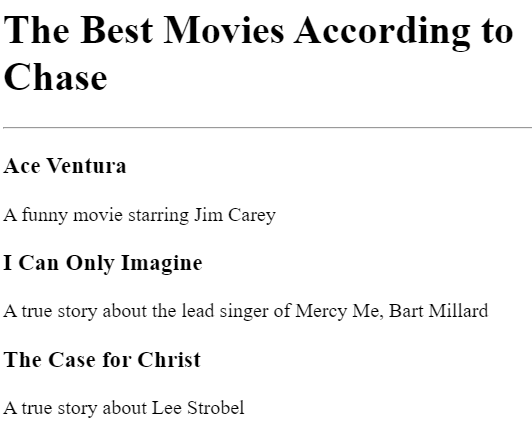 The Best Movies According to
Chase
Ace Ventura
A funny movie starring Jim Carey
I Can Only Imagine
A true story about the lead singer of Mercy Me, Bart Millard
The Case for Christ
A true story about Lee Strobel